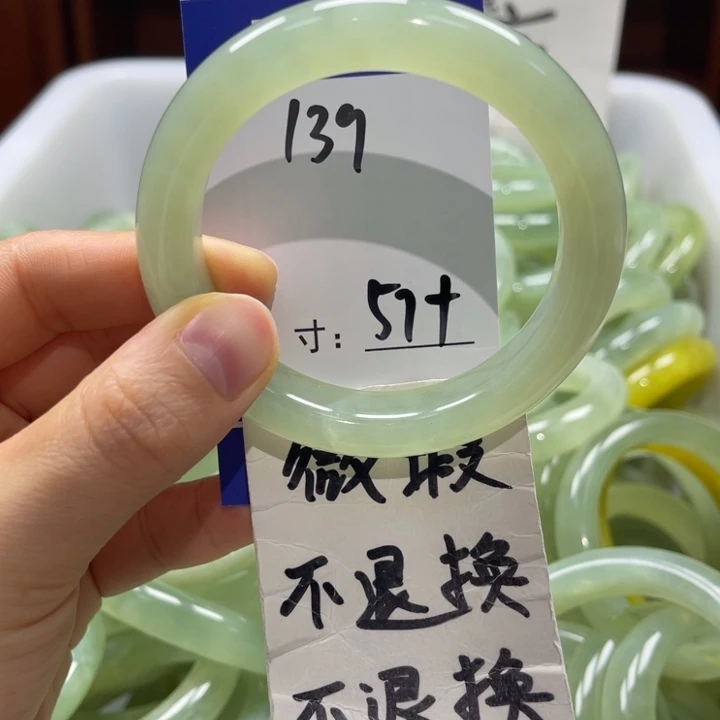 139
寸: 57+
微瑕
不退换
不退换